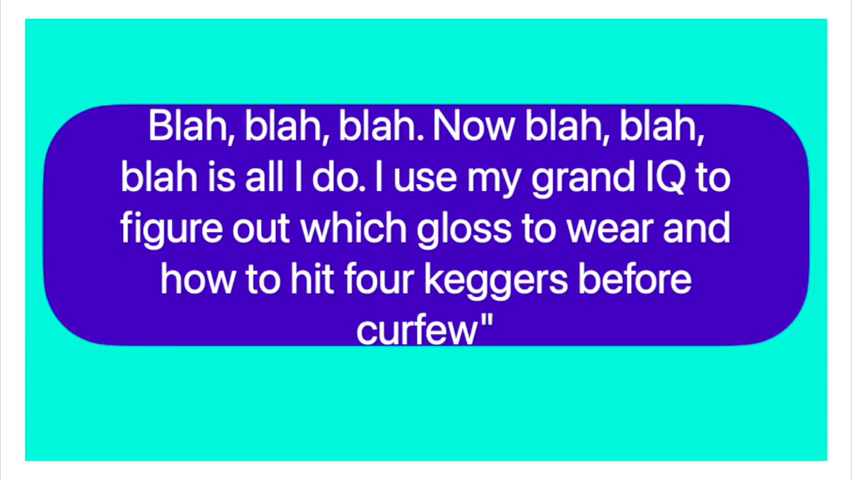 Blah, blah, blah. Now blah, blah,
blah is all I do. I use my grand IQ to
figure out which gloss to wear and
how to hit four keggers before
curfew"